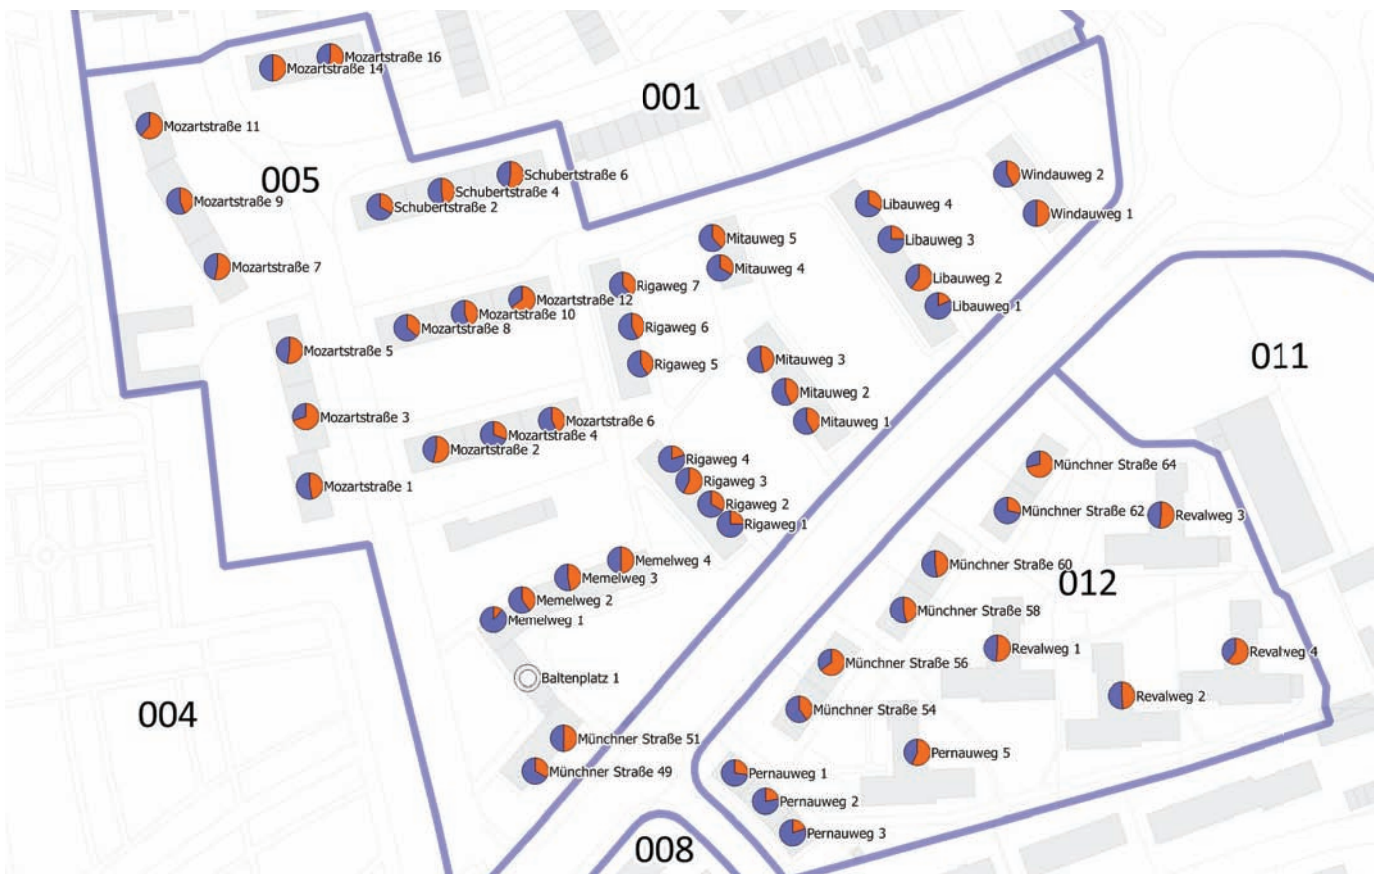 Mozartstraße 16
Mozartstraße 14
001
Mozartstraße 11
005
Schubertstraße 6
Schubertstraße 4
Schubertstraße 2
Mozartstraße 9
Windauweg 2
Libauweg 4
Windauweg 1
Libauweg 3
Mitauweg 5
Mitauweg 4
Mozartstraße 7
Libauweg 2
Rigaweg 7
Libauweg 1
Mozartstraße 12
Mozartstraße 10
Mozartstraße 8
Rigaweg 6
Mozartstraße 5
Rigaweg 5
Mitauweg 3
011
Mitauweg 2
Mozartstraße 3
Mozartstraße 6
Mitauweg 1
Mozartstraße 4
Mozartstraße 2
Rigaweg 4
Münchner Straße 64
Rigaweg 3
Mozartstraße 1
Rigaweg 2
Münchner Straße 62
Revalweg 3
Rigaweg 1
Memelweg 4
Münchner Straße 60
Memelweg 3
012
Memelweg 2
Münchner Straße 58
Memelweg 1
Revalweg 1
Revalweg 4
Münchner Straße 56
Baltenplatz 1
Revalweg 2
004
Münchner Straße 54
Münchner Straße 51
Pernauweg 5
Münchner Straße 49
Pernauweg 1
Pernauweg 2
Pernauweg 3
008